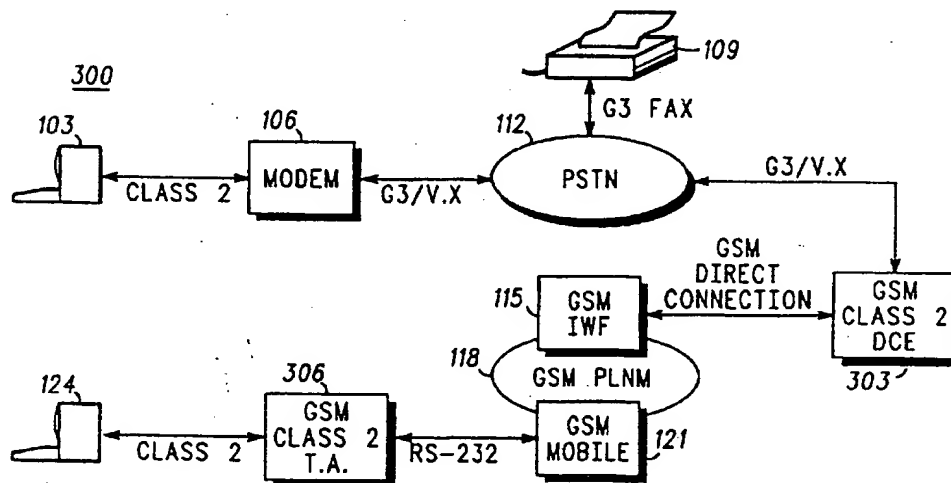 300
109
G3 FAX
103
106
112
MODEM
PSTN
CLASS 2
G3/V.X
G3/V.X
GSM
DIRECT
CONNECTION
115
GSM
IWF
GSM
CLASS 2
DCE
303
118
GSM PLNM
124
306
GSM
CLASS 2
T.A.
CLASS 2
RS-232
GSM
MOBILE
121